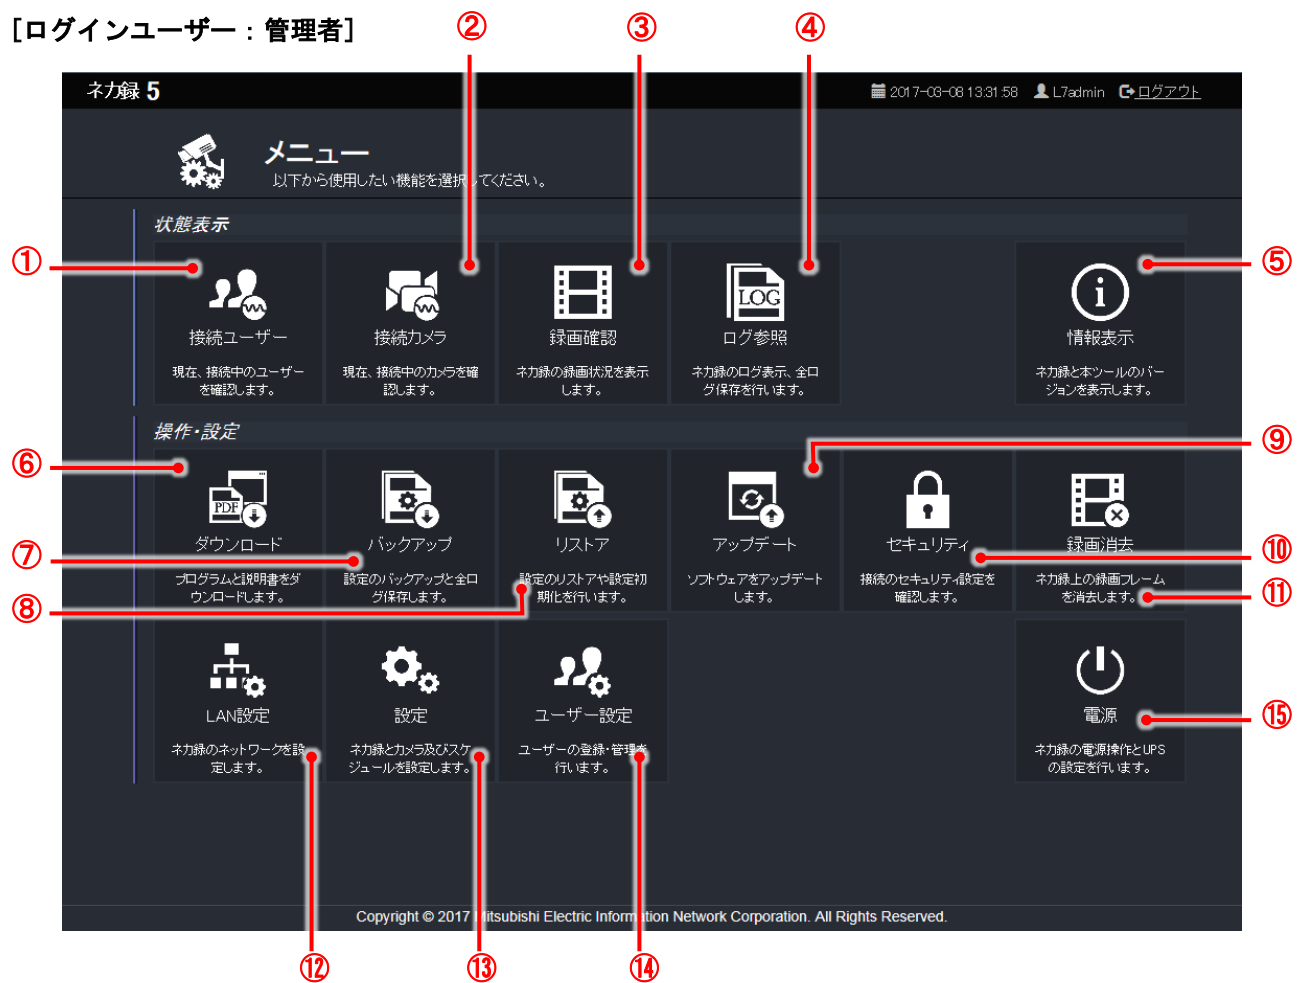 [ログインユーザー：管理者]
② ③ ④
ネカ録 5
2017-03-08 13:31:58 L7admin ログアウト
メニュー
以下から使用したい機能を選択してください。
状態表示
① ⑤
接続ユーザー
現在、接続中のユーザー
を確認します。
接続カメラ
現在、接続中のカメラを確
認します。
録画確認
ネカ録の録画状況を表示
します。
LOG
ログ参照
ネカ録のログ表示、全ロ
グ保存を行います。
情報表示
ネカ録と本ツールのバー
ジョンを表示します。
操作・設定
⑥ ⑨
PDF
ダウンロード
プログラムと説明書をダ
ウンロードします。
⑦
バックアップ
設定のバックアップと全ロ
グ保存します。
⑧
リストア
設定のリストアや設定初
期化を行います。
アップデート
ソフトウェアをアップデート
します。
セキュリティ
接続のセキュリティ設定を
確認します。
⑩
録画消去
ネカ録上の録画フレーム
を消去します。
⑪
LAN設定
ネカ録のネットワークを設
定します。
設定
ネカ録とカメラ及びスケ
ジュールを設定します。
ユーザー設定
ユーザーの登録・管理を
行います。
電源
ネカ録の電源操作とUPS
の設定を行います。
⑮
Copyright © 2017 Mitsubishi Electric Information Network Corporation. All Rights Reserved.
⑫ ⑬ ⑭